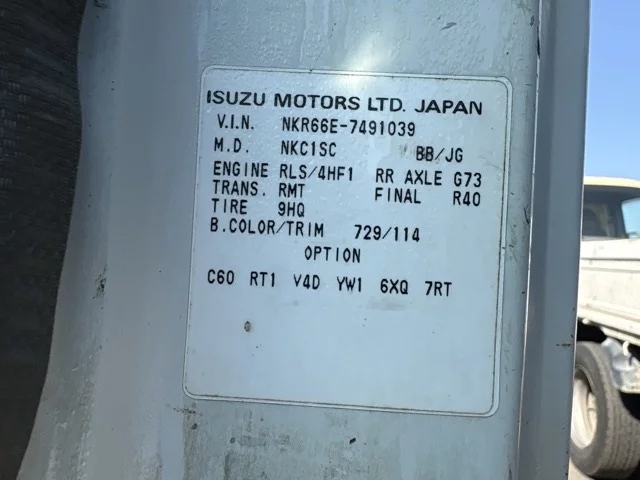 ISUZU MOTORS LTD. JAPAN
V.I.N. NKR66E-7491039
M.D. NKC1SC BB/JG
ENGINE RLS/4HF1 RR AXLE G73
TRANS. RMT FINAL R40
TIRE 9HQ
B.COLOR/TRIM 729/114
OPTION
C60 RT1 V4D YW1 6XQ 7RT